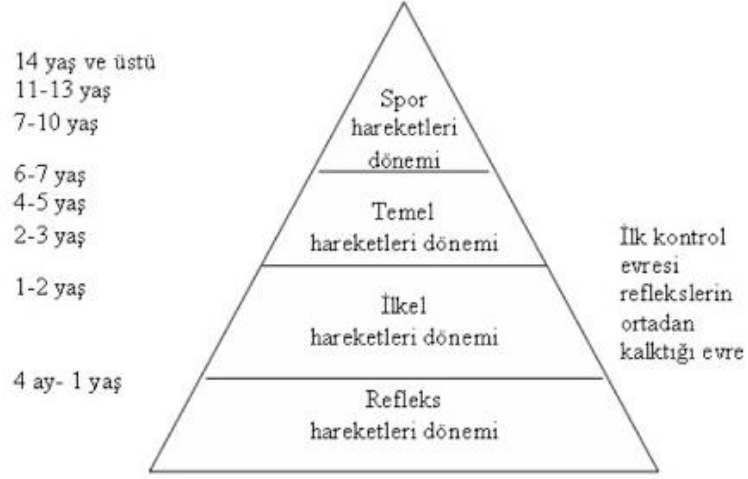 14 yaş ve üstü
11-13 yaş
7-10 yaş
6-7 yaş
4-5 yaş
2-3 yaş
1-2 yaş
4 ay- 1 yaş
Spor
hareketleri
dönemi
Temel
hareketleri dönemi
İlkel
hareketleri dönemi
Refleks
hareketleri dönemi
İlk kontrol
evresi
reflekslerin
ortadan
kalktığı evre